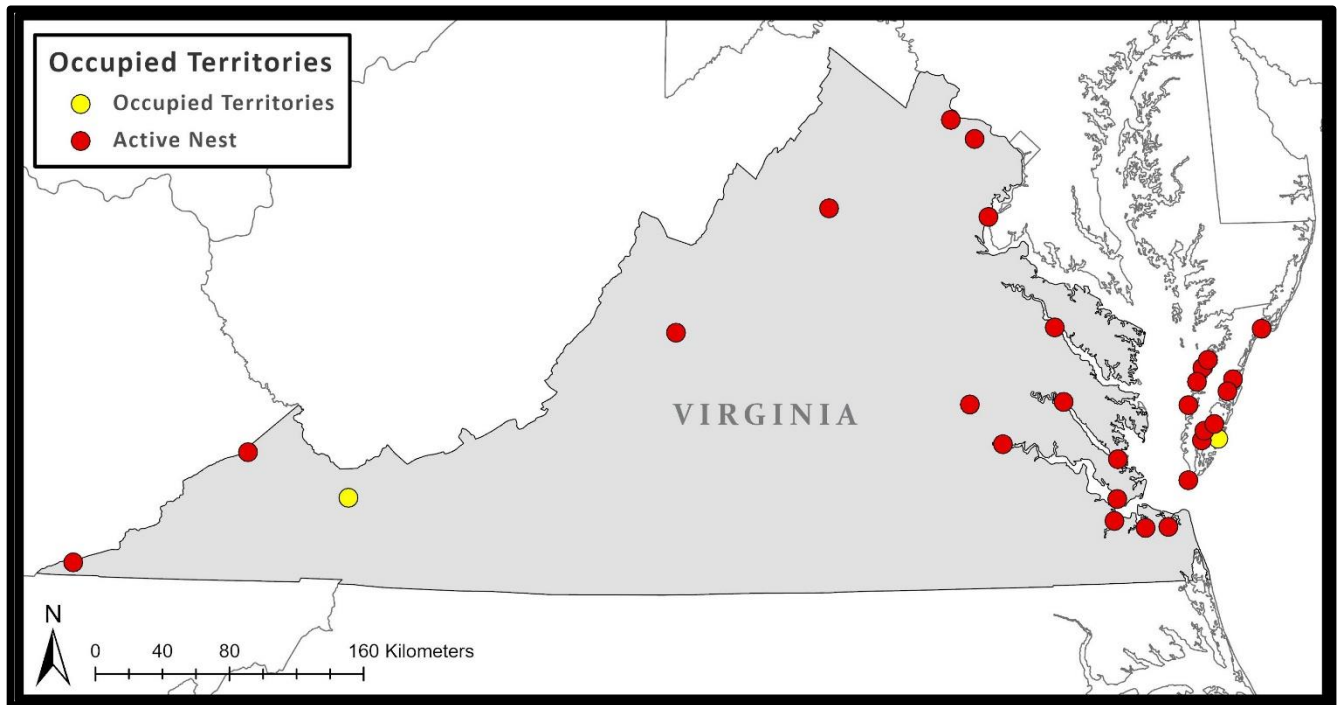 Occupied Territories
Occupied Territories
Active Nest
VIRGINIA
N
0 40 80 160 Kilometers